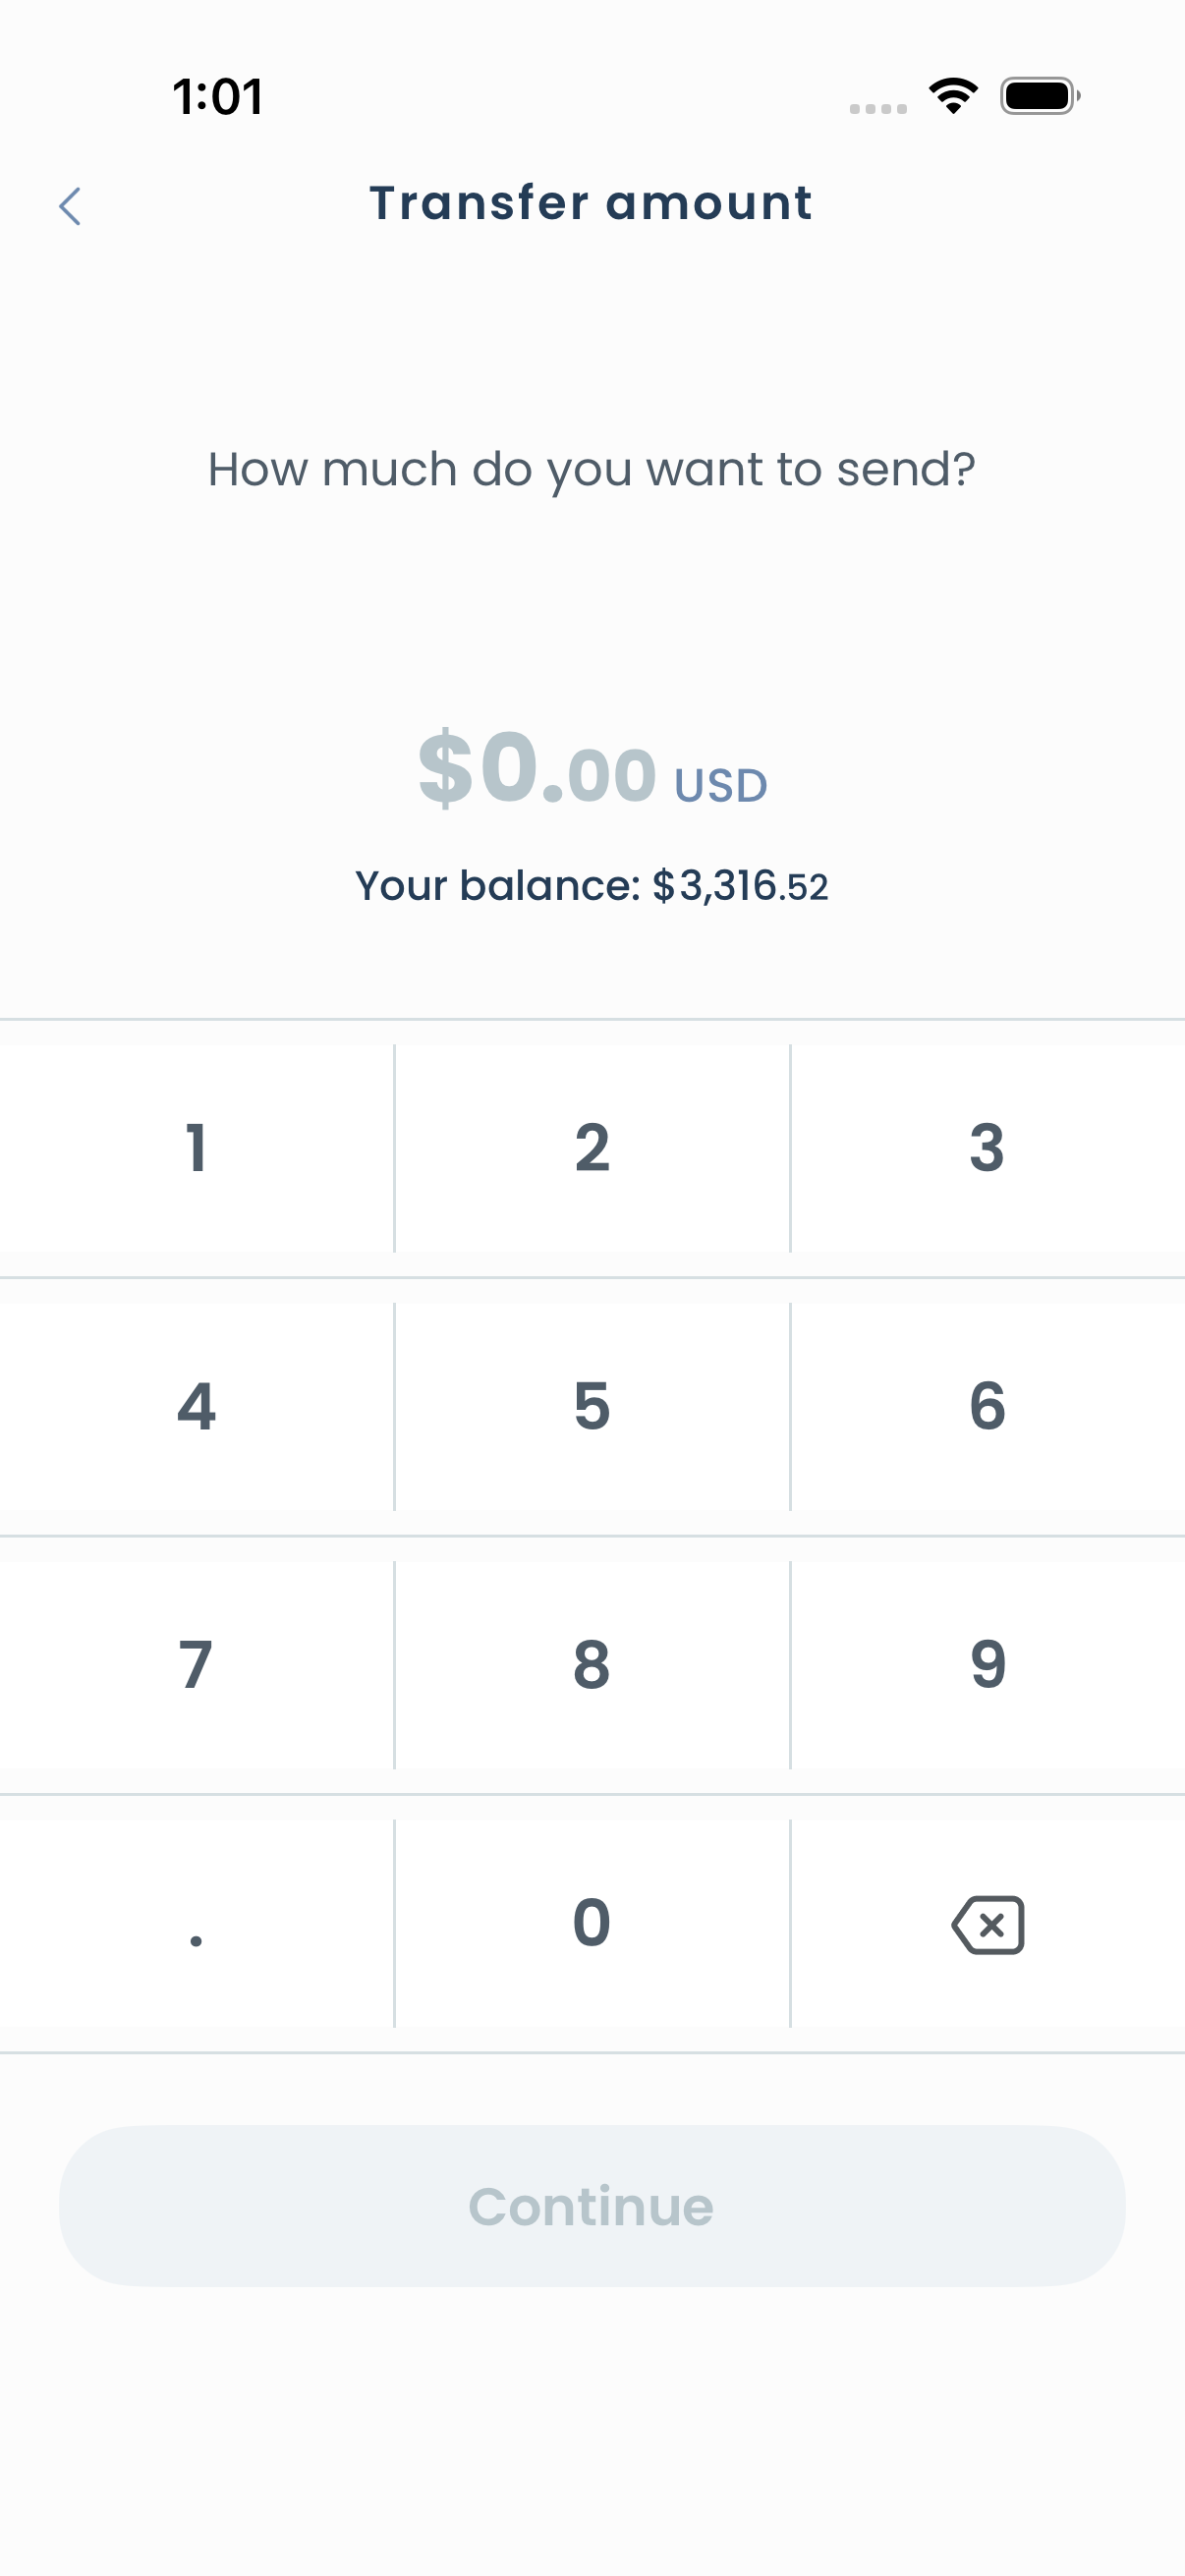 1:01
Transfer amount
How much do you want to send?
$0.00 USD
Your balance: $3,316.52
1 2 3
4 5 6
7 8 9
. 0
Continue